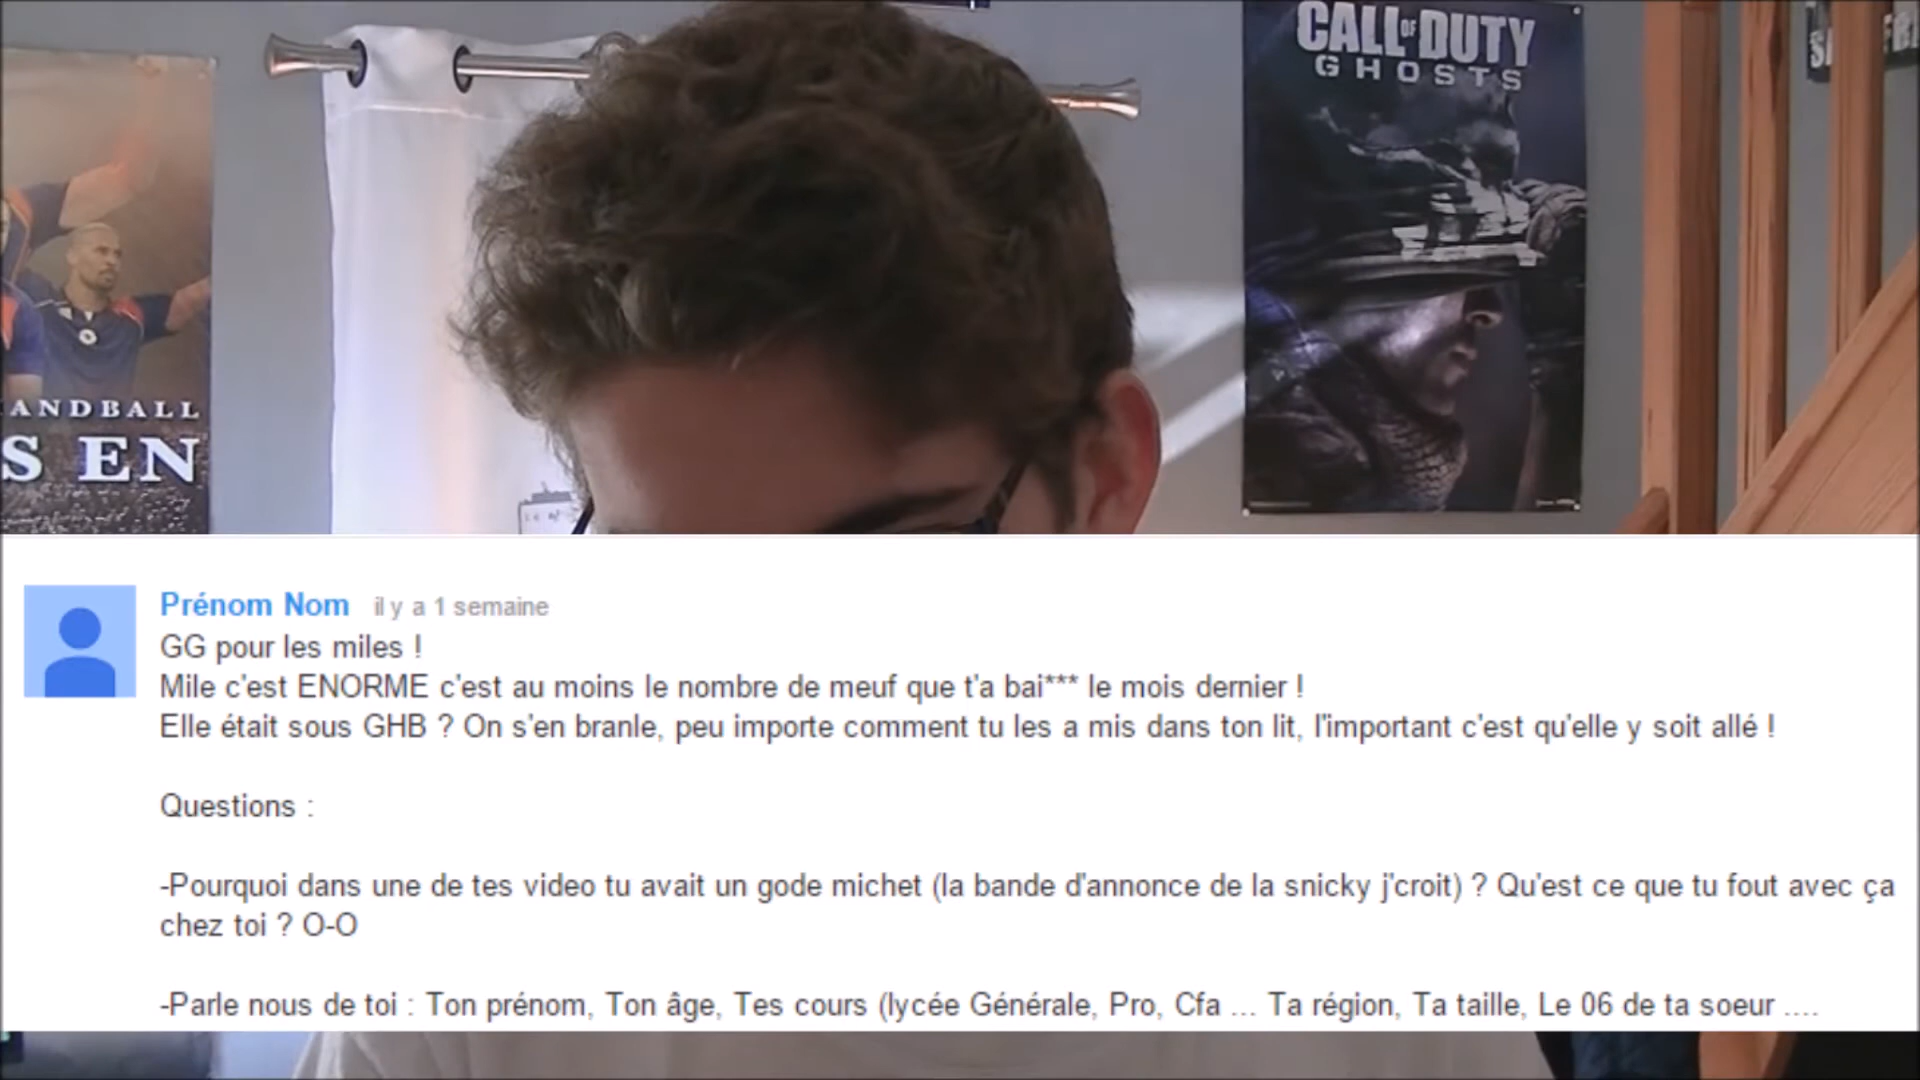 CALL OF DUTY
GHOSTS
ANDBALL
S EN
Prénom Nom il y a 1 semaine
GG pour les miles !
Mile c'est ENORME c'est au moins le nombre de meuf que t'a bai*** le mois dernier !
Elle était sous GHB ? On s'en branle, peu importe comment tu les a mis dans ton lit, l'important c'est qu'elle y soit allé !
Questions :
-Pourquoi dans une de tes video tu avait un gode michet (la bande d'annonce de la snicky j'croit) ? Qu'est ce que tu fout avec ça
chez toi ? O-O
-Parle nous de toi : Ton prénom, Ton âge, Tes cours (lycée Générale, Pro, Cfa ... Ta région, Ta taille, Le 06 de ta soeur ....